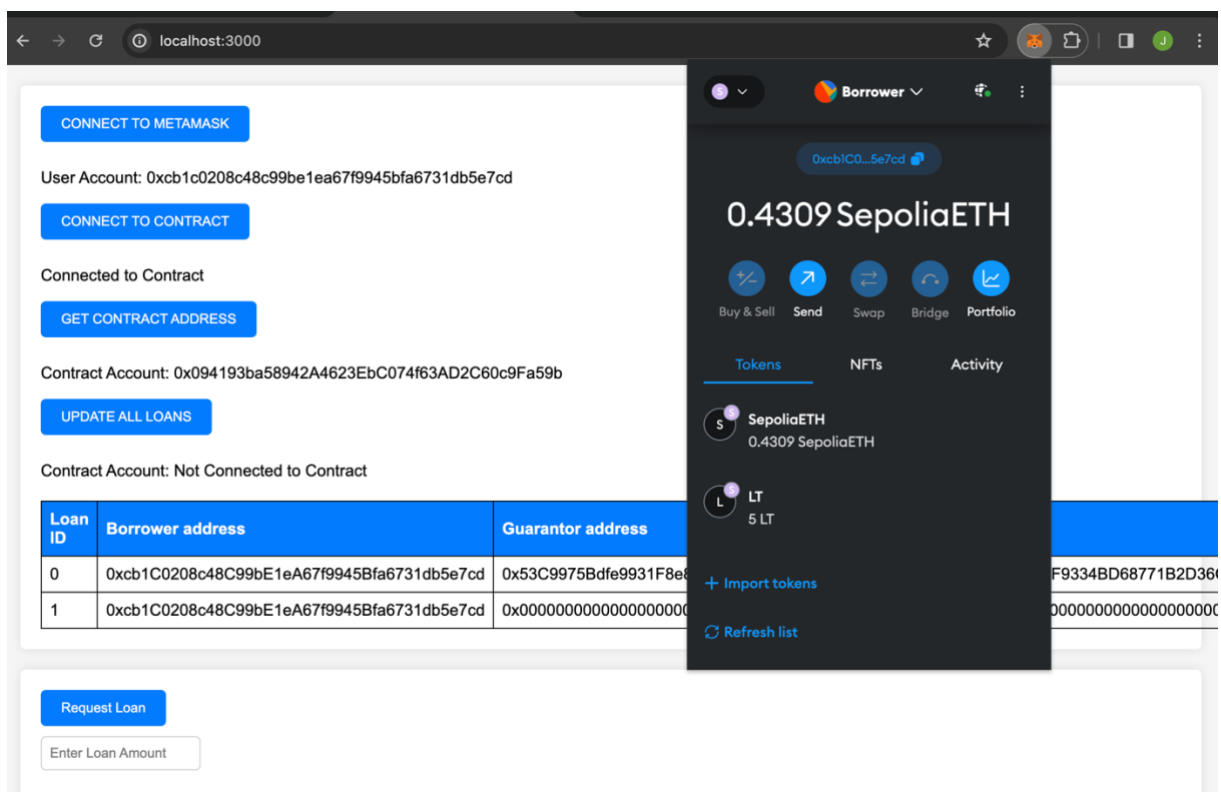 localhost:3000
J
CONNECT TO METAMASK
User Account: 0xcb1c0208c48c99be1ea67f9945bfa6731db5e7cd
CONNECT TO CONTRACT
Connected to Contract
GET CONTRACT ADDRESS
Contract Account: 0x094193ba58942A4623EbC074f63AD2C60c9Fa59b
UPDATE ALL LOANS
Contract Account: Not Connected to Contract
Loan ID Borrower address Guarantor address
0 0xcb1C0208c48C99bE1eA67f9945Bfa6731db5e7cd 0x53C9975Bdfe9931F8e8 F9334BD68771B2D36
1 0xcb1C0208c48C99bE1eA67f9945Bfa6731db5e7cd
Request Loan
Enter Loan Amount
S
Borrower
0xcb1C0...5e7cd
0.4309 SepoliaETH
Buy & Sell Send Swap Bridge Portfolio
Tokens NFTs Activity
S S SepoliaETH
0.4309 SepoliaETH
L S LT
5 LT
+ Import tokens
Refresh list